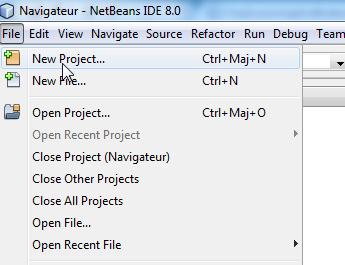 Navigateur - NetBeans IDE 8.0
File Edit View Navigate Source Refactor Run Debug Team
New Project... Ctrl+Maj+N
New File... Ctrl+N
Open Project... Ctrl+Maj+O
Open Recent Project
Close Project (Navigateur)
Close Other Projects
Close All Projects
Open File...
Open Recent File